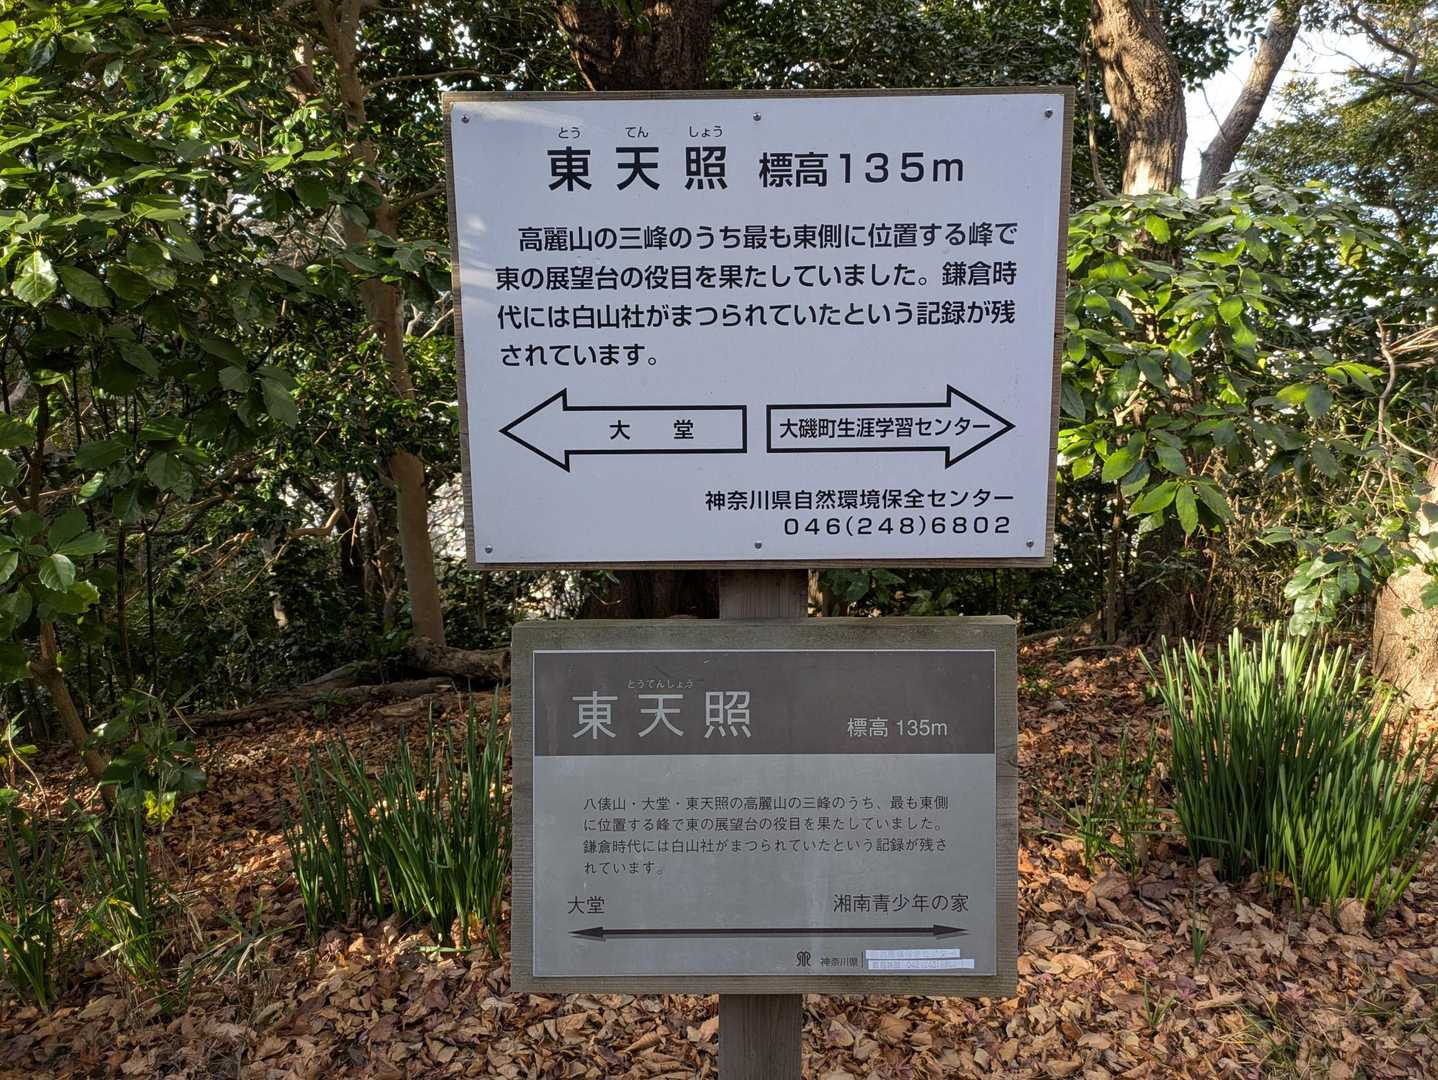 とう てん しょう
東天照 標高135m
高麗山の三峰のうち最も東側に位置する峰で
東の展望台の役目を果たしていました。鎌倉時
代には白山社がまつられていたという記録が残
されています。
大 堂
大磯町生涯学習センター
神奈川県自然環境保全センター
046(248)6802
とうてんしょう
東天照 標高 135m
八俵山・大堂・東天照の高麗山の三峰のうち、最も東側
に位置する峰で東の展望台の役目を果たしていました。
鎌倉時代には白山社がまつられていたという記録が残さ
れています。
大堂
湘南青少年の家
神奈川県